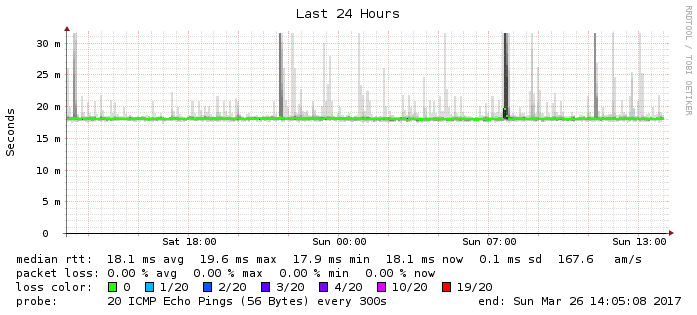 Last 24 Hours
RRDTOOL / TOBI OETIKER
Seconds
30 m
25 m
20 m
15 m
10 m
5 m
0
Sat 18:00 Sun 00:00 Sun 07:00 Sun 13:00
median rtt: 18.1 ms avg 19.6 ms max 17.9 ms min 18.1 ms now 0.1 ms sd 167.6 am/s
packet loss: 0.00 % avg 0.00 % max 0.00 % min 0.00 % now
loss color: 0 1/20 2/20 3/20 4/20 10/20 19/20
probe: 20 ICMP Echo Pings (56 Bytes) every 300s end: Sun Mar 26 14:05:08 2017